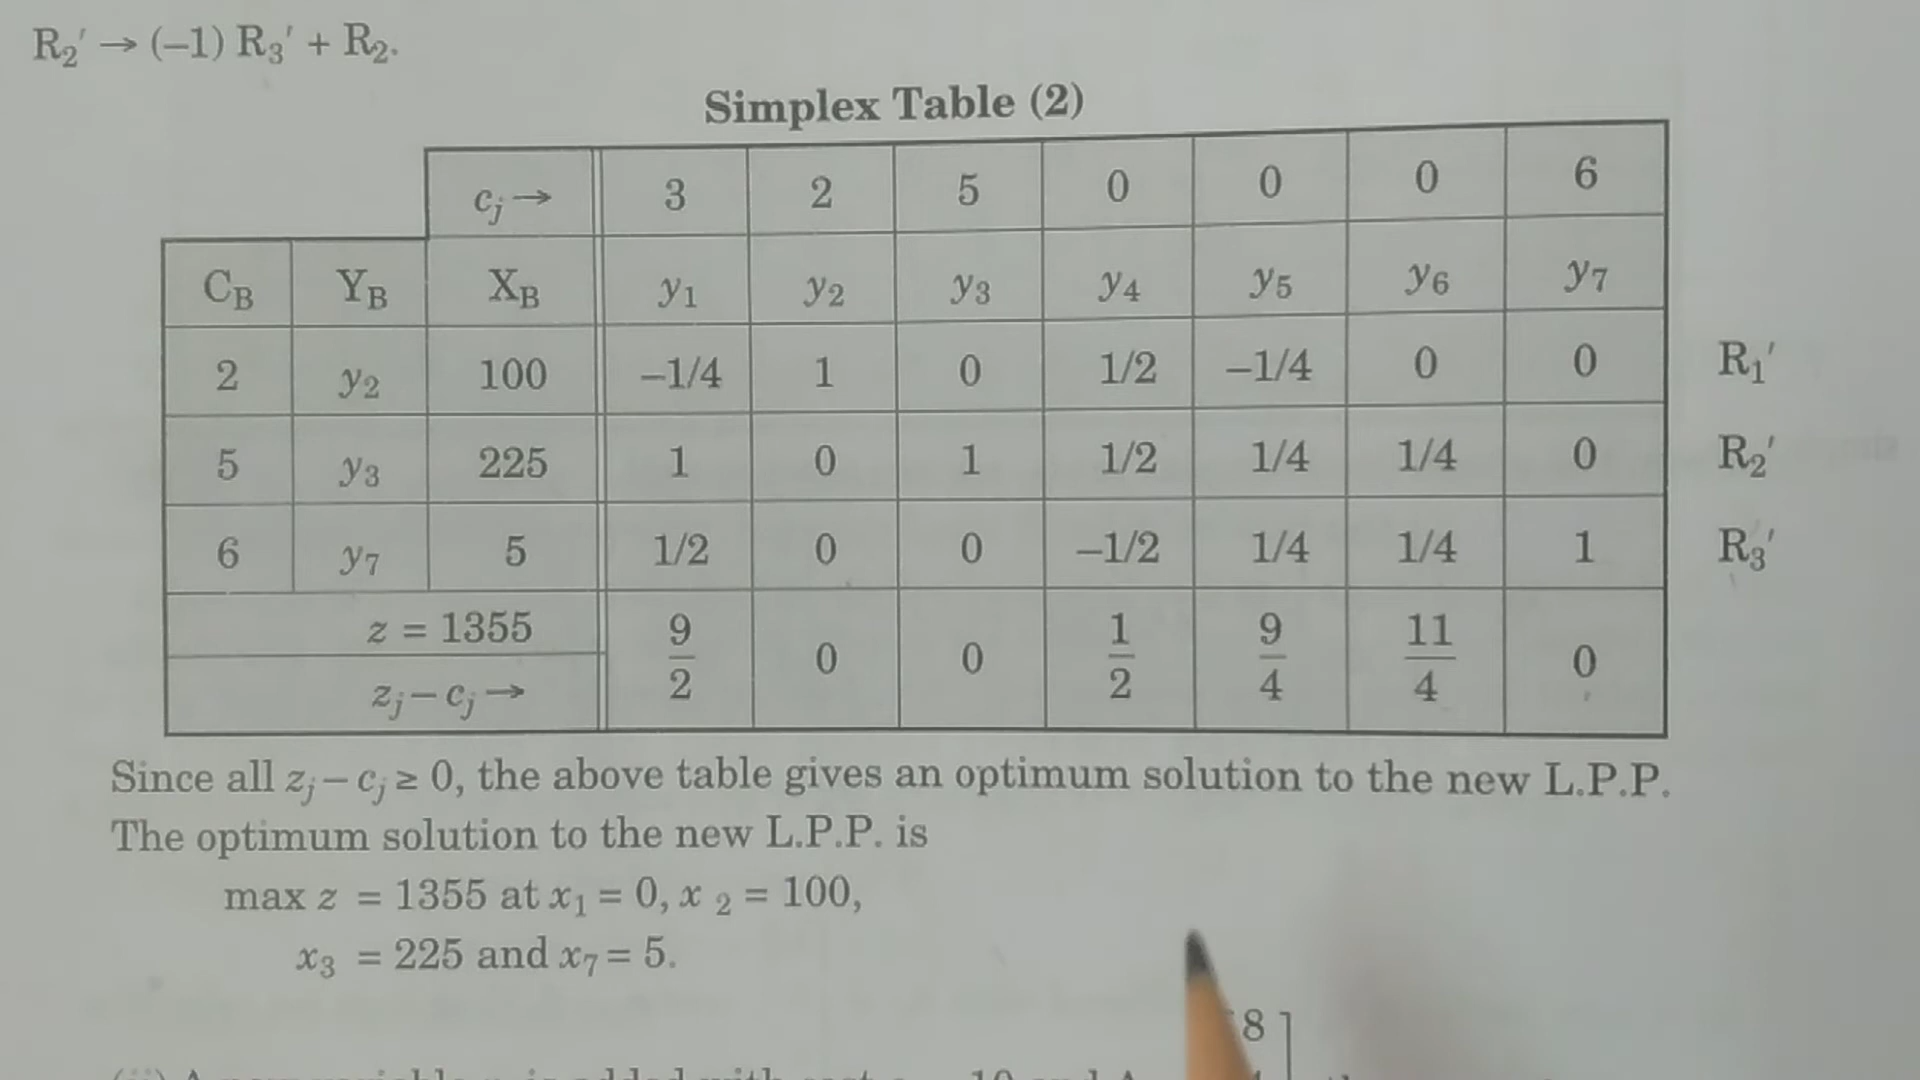 R₂′ → (–1) R₃′ + R₂.
Simplex Table (2)
cⱼ → 3 2 5 0 0 0 6
C_B Y_B X_B y₁ y₂ y₃ y₄ y₅ y₆ y₇
2 y₂ 100 –1/4 1 0 1/2 –1/4 0 0 R₁′
5 y₃ 225 1 0 1 1/2 1/4 1/4 0 R₂′
6 y₇ 5 1/2 0 0 –1/2 1/4 1/4 1 R₃′
z = 1355
zⱼ – cⱼ → 9/2 0 0 1/2 9/4 11/4 0
Since all zⱼ – cⱼ ≥ 0, the above table gives an optimum solution to the new L.P.P.
The optimum solution to the new L.P.P. is
max z = 1355 at x₁ = 0, x ₂ = 100,
x₃ = 225 and x₇ = 5.
8